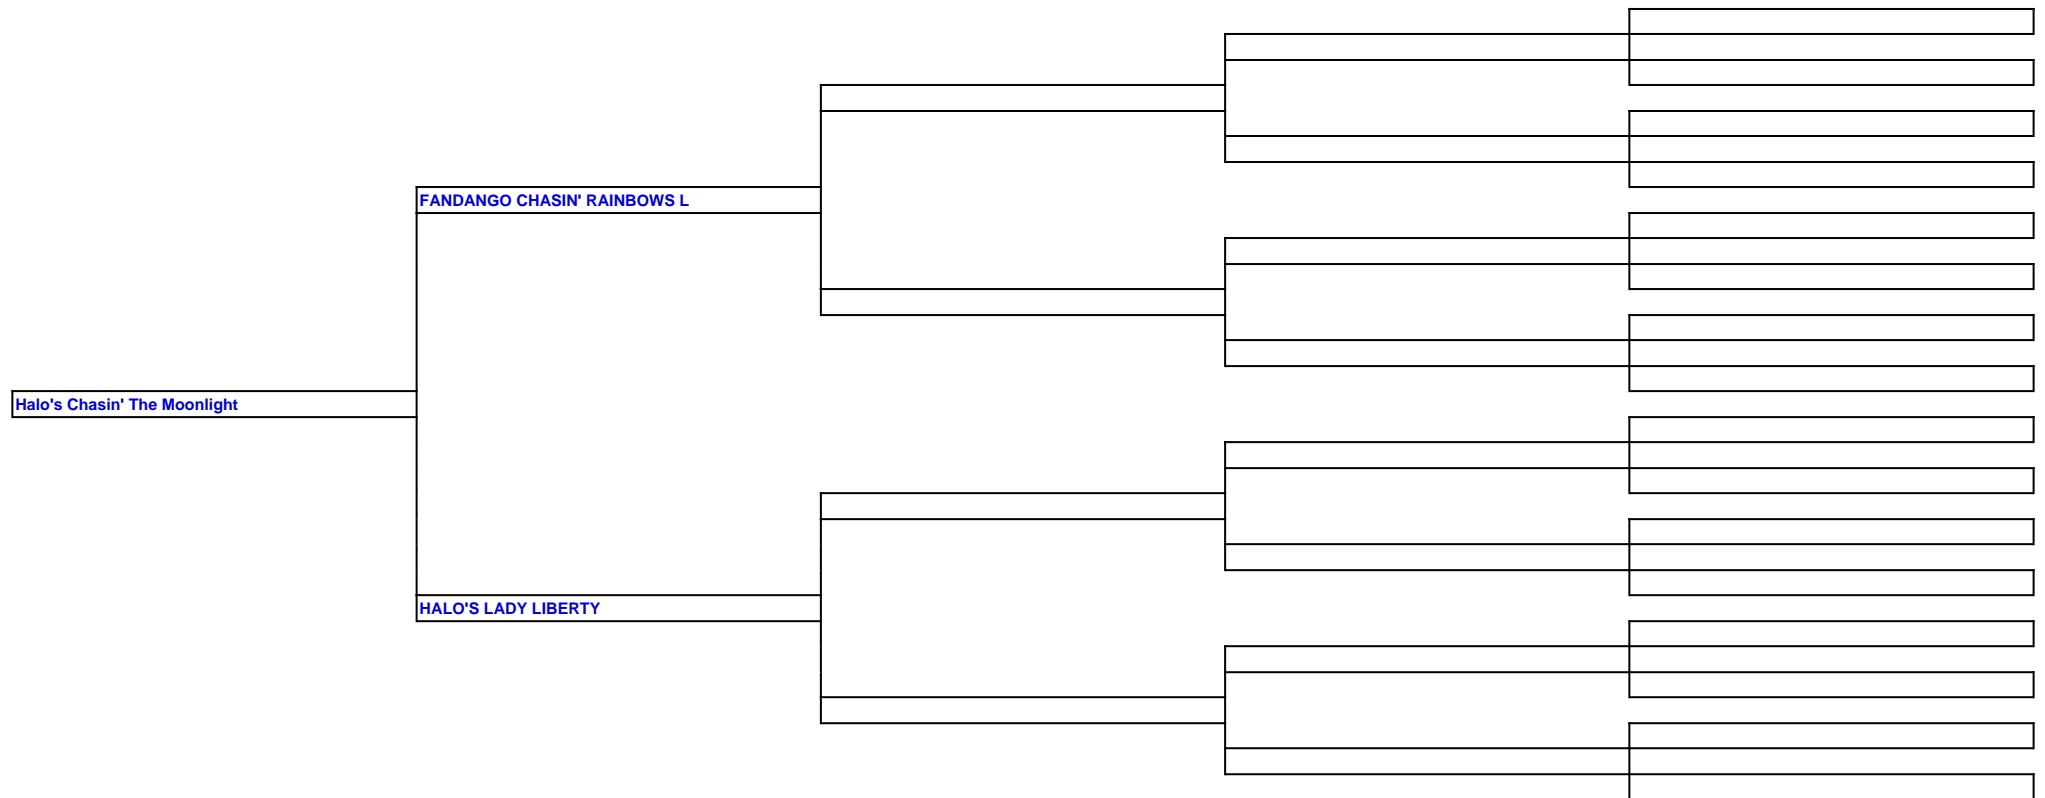 FANDANGO CHASIN' RAINBOWS L
Halo's Chasin' The Moonlight
HALO'S LADY LIBERTY